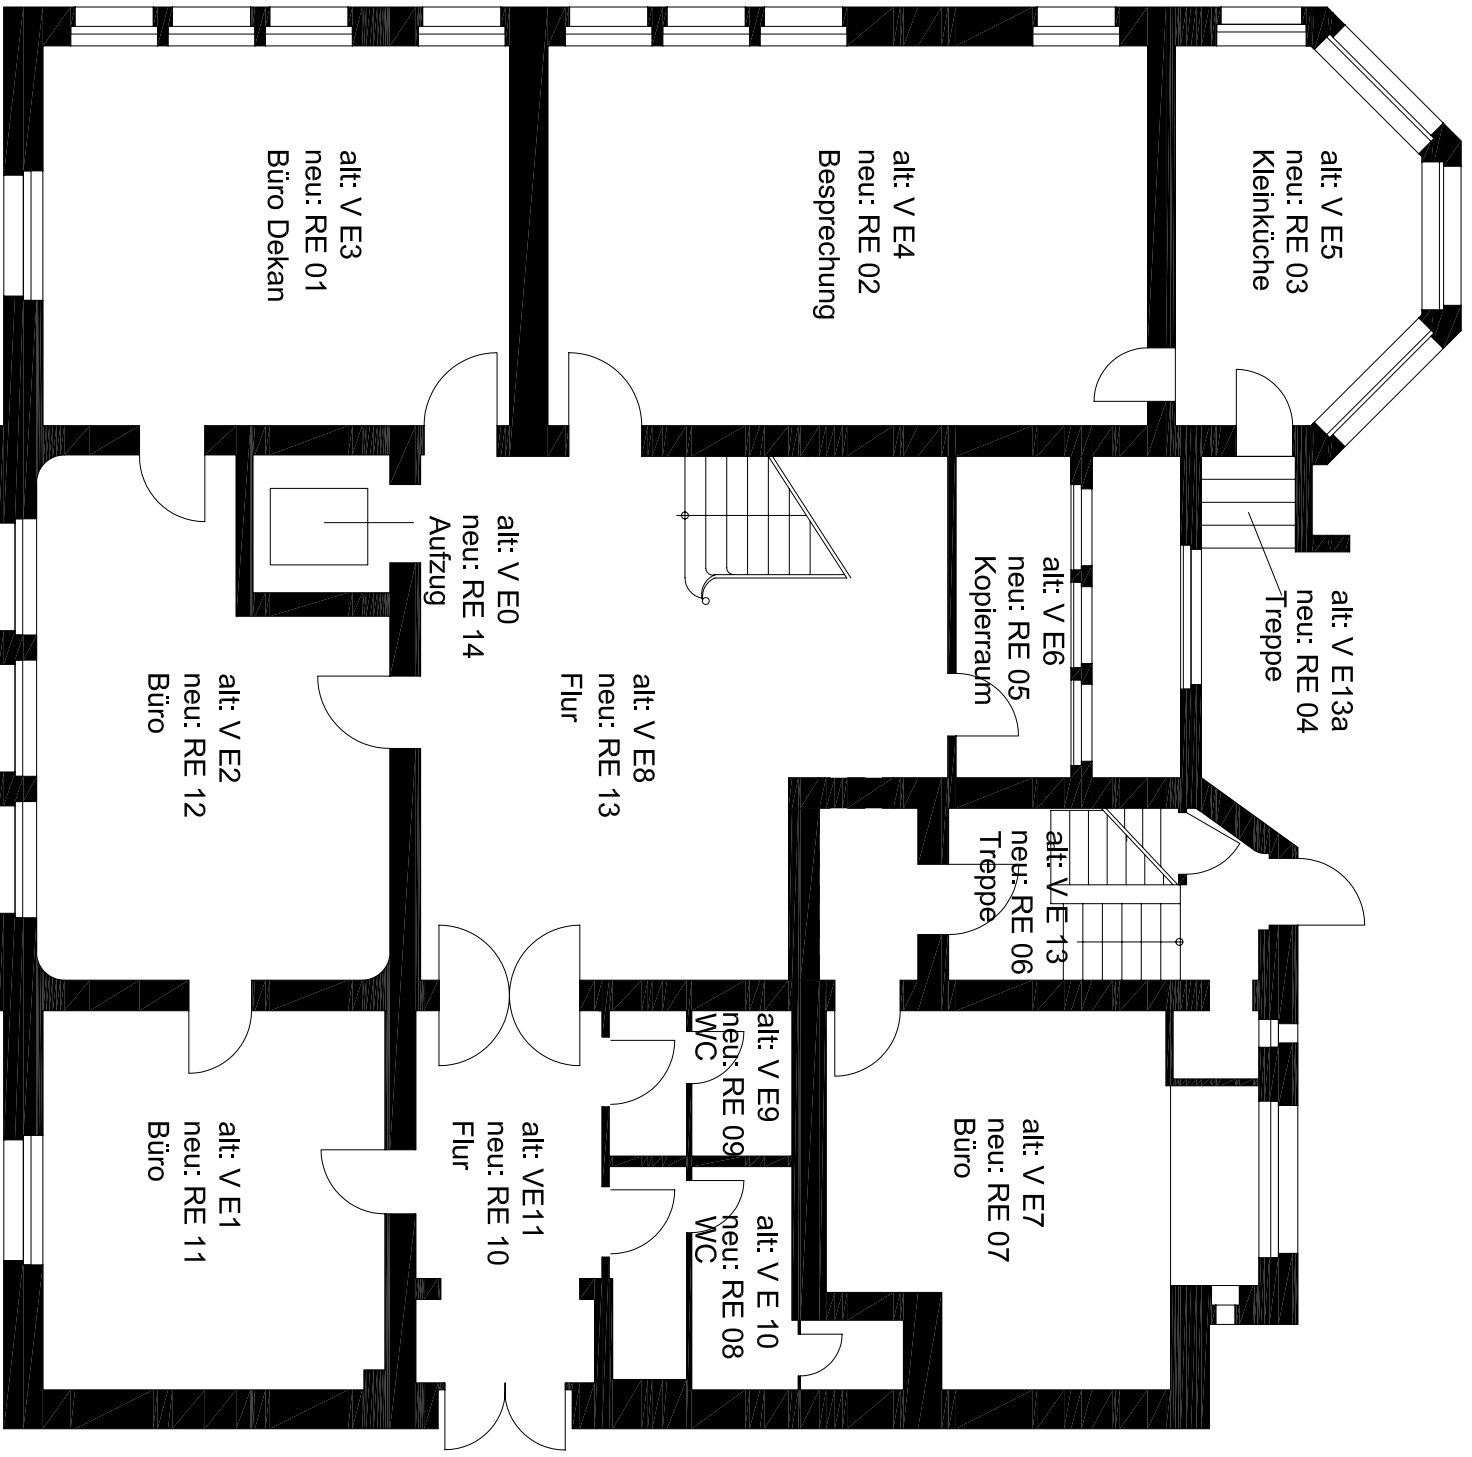 alt: V E3
neu: RE 01
Büro Dekan
alt: V E4
neu: RE 02
Besprechung
alt: V E5
neu: RE 03
Kleinküche
alt: V E13a
neu: RE 04
Treppe
alt: V E6
neu: RE 05
Kopierraum
alt: V E0
neu: RE 14
Aufzug
alt: V E8
neu: RE 13
Flur
alt: V E2
neu: RE 12
Büro
alt: V E 13
neu: RE 06
Treppe
alt: V E9
neu: RE 09
WC
alt: V E 10
neu: RE 08
WC
alt: V E7
neu: RE 07
Büro
alt: VE11
neu: RE 10
Flur
alt: V E1
neu: RE 11
Büro